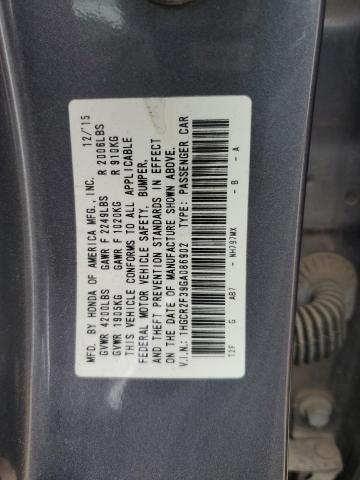 MFD. BY HONDA OF AMERICA MFG., INC. 12/'15
GVWR 4200LBS GAWR F 2249LBS R 2006LBS
GVWR 1905KG GAWR F 1020KG R 910KG
THIS VEHICLE CONFORMS TO ALL APPLICABLE
FEDERAL MOTOR VEHICLE SAFETY, BUMPER,
AND THEFT PREVENTION STANDARDS IN EFFECT
ON THE DATE OF MANUFACTURE SHOWN ABOVE.
V.I.N.: 1HGCR2F39GA086902 TYPE: PASSENGER CAR
T2F G AB7 - NH797MX - B - A